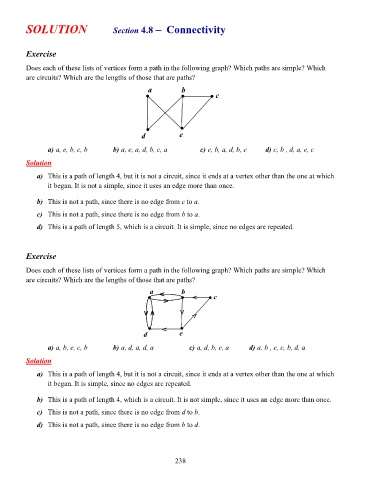 SOLUTION Section 4.8 – Connectivity
Exercise
Does each of these lists of vertices form a path in the following graph? Which paths are simple? Which
are circuits? Which are the lengths of those that are paths?
a b
c
d e
a) a, e, b, c, b b) a, e, a, d, b, c, a c) e, b, a, d, b, e d) c, b , d, a, e, c
Solution
a) This is a path of length 4, but it is not a circuit, since it ends at a vertex other than the one at which
it began. It is not a simple, since it uses an edge more than once.
b) This is not a path, since there is no edge from c to a.
c) This is not a path, since there is no edge from b to a.
d) This is a path of length 5, which is a circuit. It is simple, since no edges are repeated.
Exercise
Does each of these lists of vertices form a path in the following graph? Which paths are simple? Which
are circuits? Which are the lengths of those that are paths?
a b
c
d e
a) a, b, e, c, b b) a, d, a, d, a c) a, d, b, e, a d) a, b , e, c, b, d, a
Solution
a) This is a path of length 4, but it is not a circuit, since it ends at a vertex other than the one at which
it began. It is simple, since no edges are repeated.
b) This is a path of length 4, which is a circuit. It is not simple, since it uses an edge more than once.
c) This is not a path, since there is no edge from d to b.
d) This is not a path, since there is no edge from b to d.
238